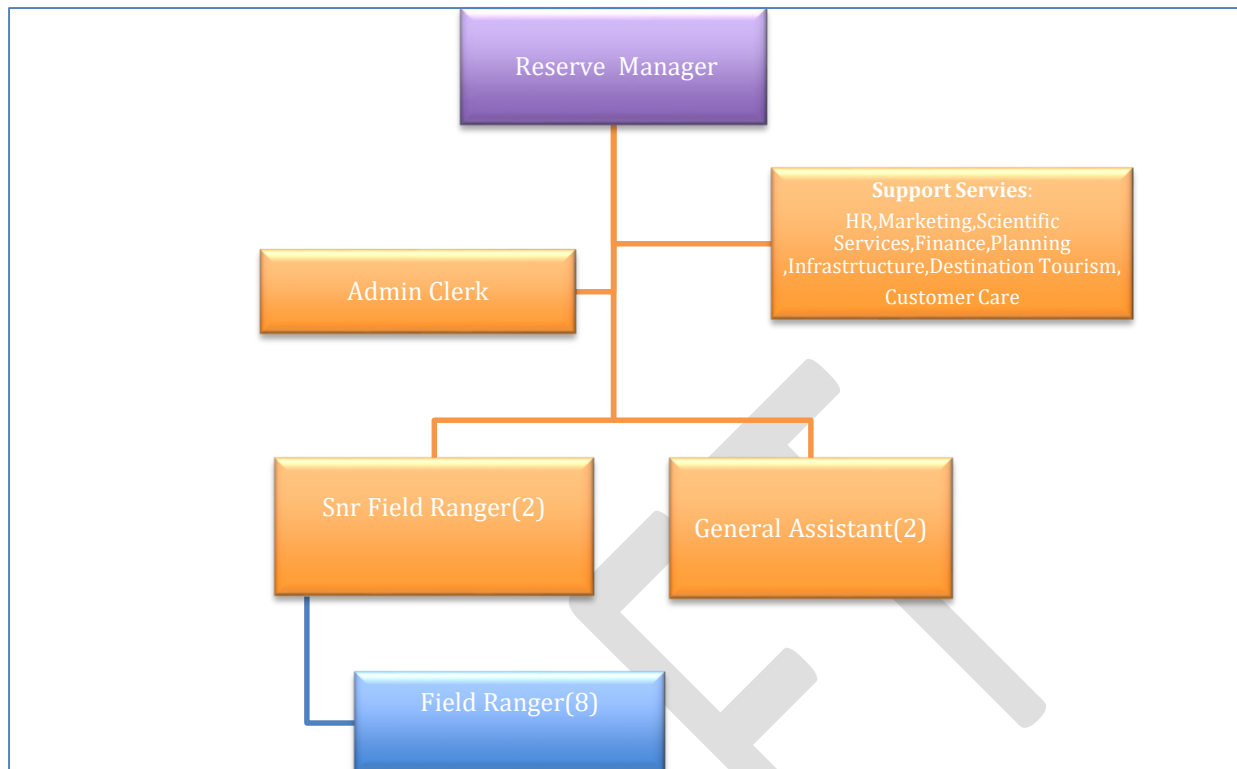 Reserve  Manager
Support Servies:
HR,Marketing,Scientific
Services,Finance,Planning
,Infrastrtucture,Destination Tourism,
Customer Care
Admin Clerk
Snr Field Ranger(2)
General Assistant(2)
Field Ranger(8)